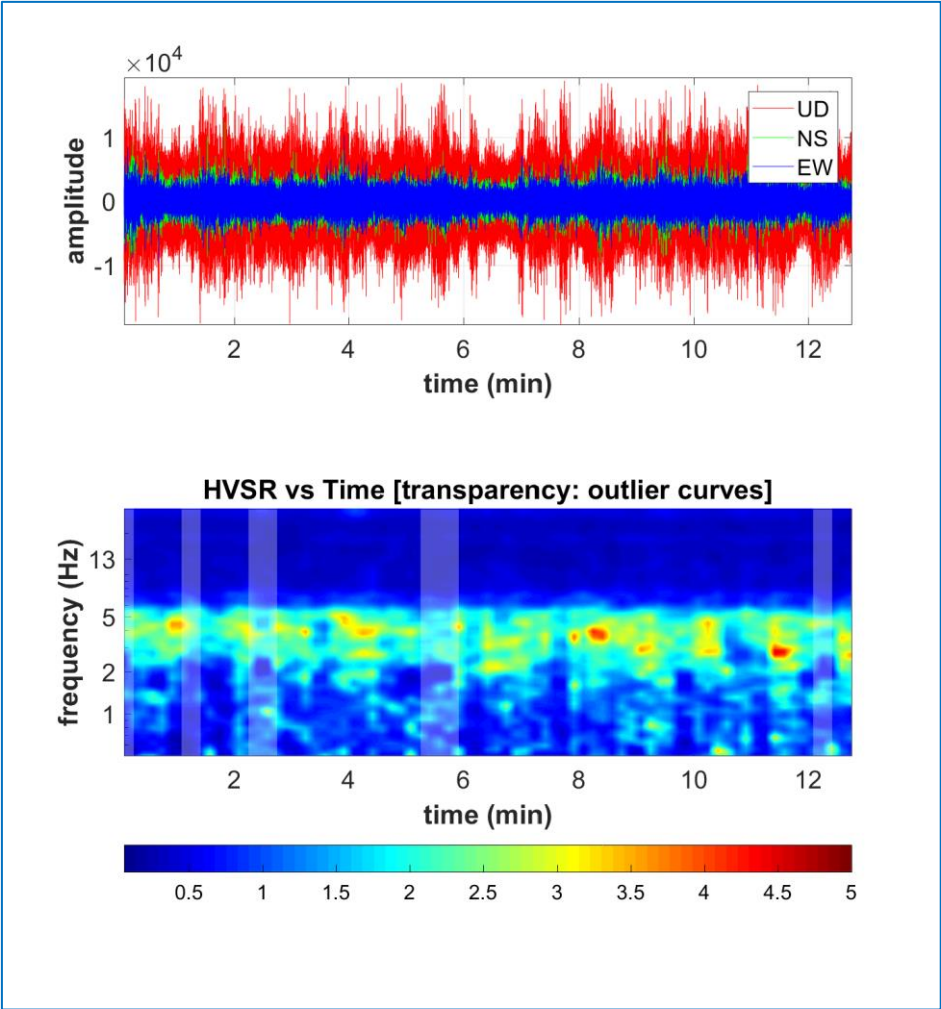 ×10⁴
amplitude
1
0
-1
UD
NS
EW
2 4 6 8 10 12
time (min)
HVSR vs Time [transparency: outlier curves]
frequency (Hz)
13
5
2
1
2 4 6 8 10 12
time (min)
0.5 1 1.5 2 2.5 3 3.5 4 4.5 5